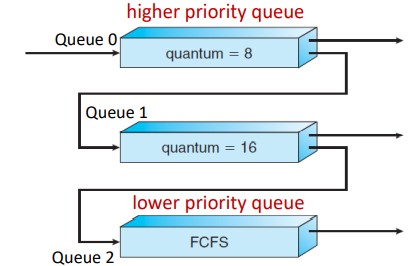 higher priority queue
Queue 0
quantum = 8
Queue 1
quantum = 16
lower priority queue
FCFS
Queue 2